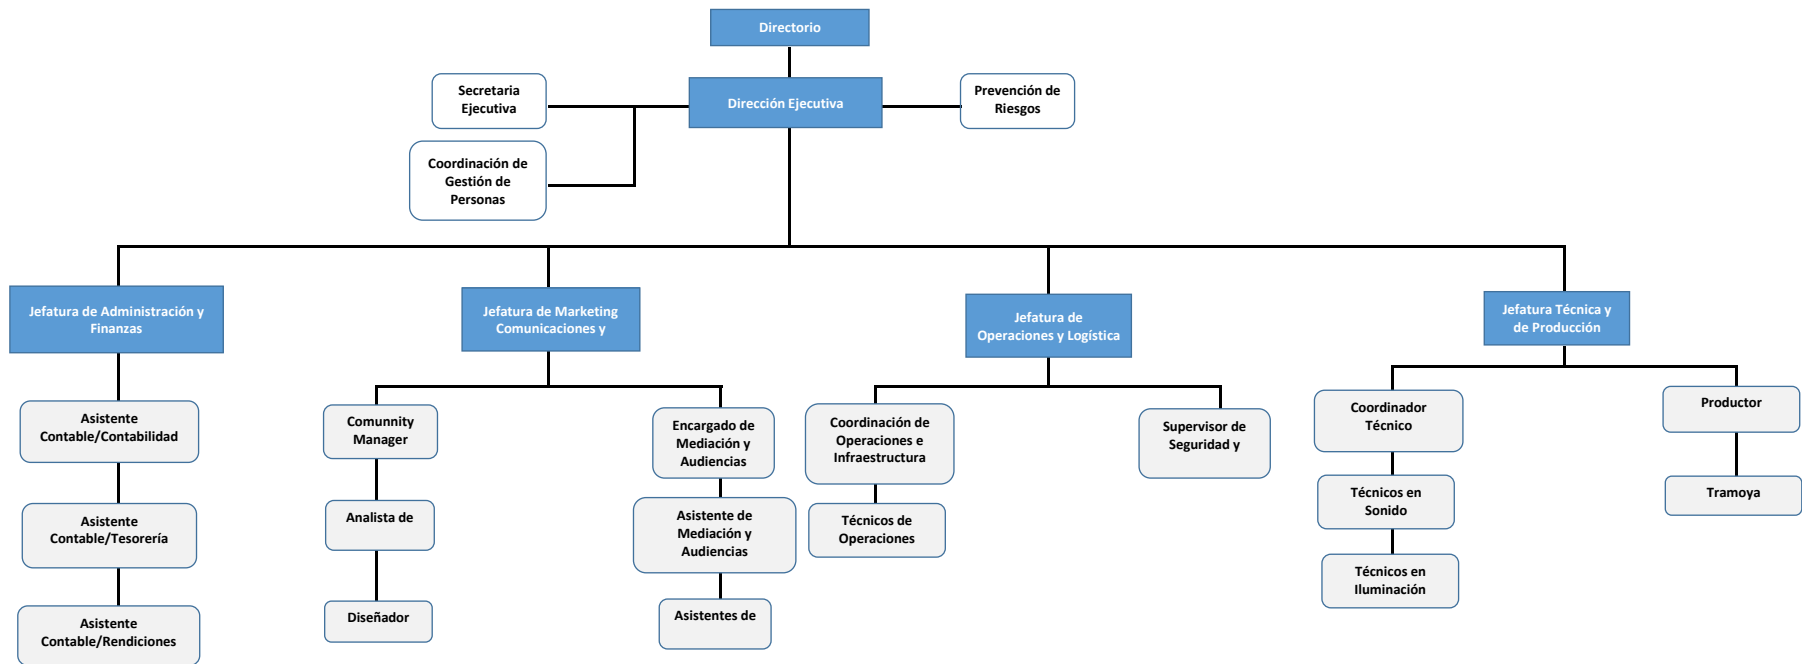 Directorio
Secretaria
Ejecutiva
Dirección Ejecutiva
Prevención de
Riesgos
Coordinación de
Gestión de
Personas
Jefatura de Administración y
Finanzas
Jefatura de Marketing
Comunicaciones y
Jefatura de
Operaciones y Logística
Jefatura Técnica y
de Producción
Asistente
Contable/Contabilidad
Asistente
Contable/Tesorería
Asistente
Contable/Rendiciones
Comunnity
Manager
Analista de
Diseñador
Encargado de
Mediación y
Audiencias
Asistente de
Mediación y
Audiencias
Asistentes de
Coordinación de
Operaciones e
Infraestructura
Técnicos de
Operaciones
Supervisor de
Seguridad y
Coordinador
Técnico
Técnicos en
Sonido
Técnicos en
Iluminación
Productor
Tramoya